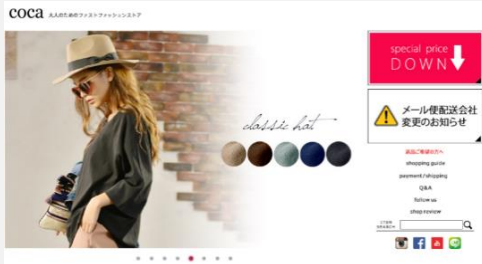 coca 大人のためのファストファッションストア
special price
DOWN
classic hat
メール便配送会社
変更のお知らせ
shopping guide
payment/shipping
Q&A
follow us
shop review